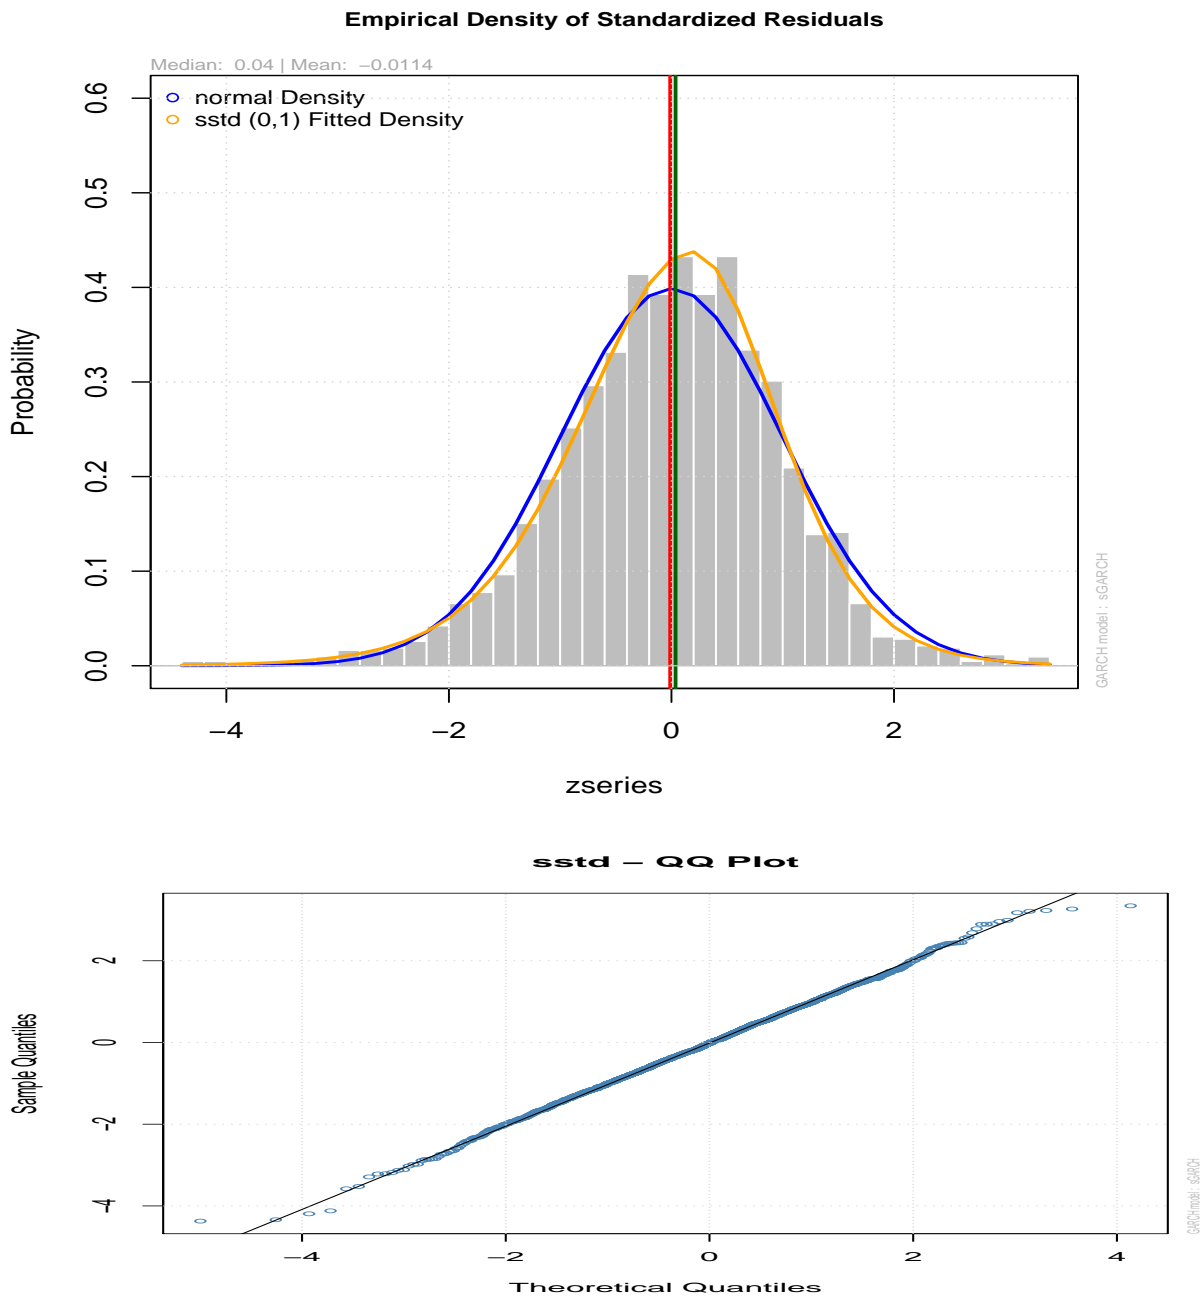 Empirical Density of Standardized Residuals
Median: 0.04 | Mean: −0.0114
normal Density
sstd (0,1) Fitted Density
0.6
0.5
0.4
0.3
0.2
0.1
0.0
Probability
−4
−2
0
2
zseries
GARCH model : sGARCH
sstd − QQ Plot
2
0
−2
−4
Sample Quantiles
−4
−2
0
2
4
Theoretical Quantiles
GARCH model : sGARCH